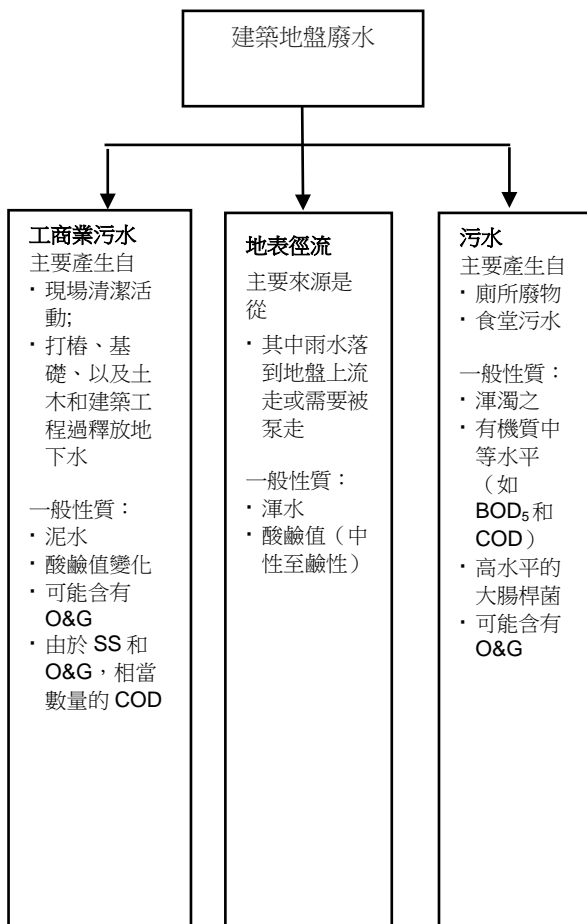 建築地盤廢水
工商業污水
主要產生自
· 現場清潔活
動;
· 打樁、基
礎、以及土
木和建築工
程過釋放地
下水
一般性質：
· 泥水
· 酸鹼值變化
· 可能含有
O&G
· 由於 SS 和
O&G，相當
數量的 COD
地表徑流
主要來源是
從
· 其中雨水落
到地盤上流
走或需要被
泵走
一般性質：
· 渾水
· 酸鹼值（中
性至鹼性）
污水
主要產生自
· 廁所廢物
· 食堂污水
一般性質：
· 渾濁之
· 有機質中
等水平
（如
BOD₅和
COD）
· 高水平的
大腸桿菌
· 可能含有
O&G